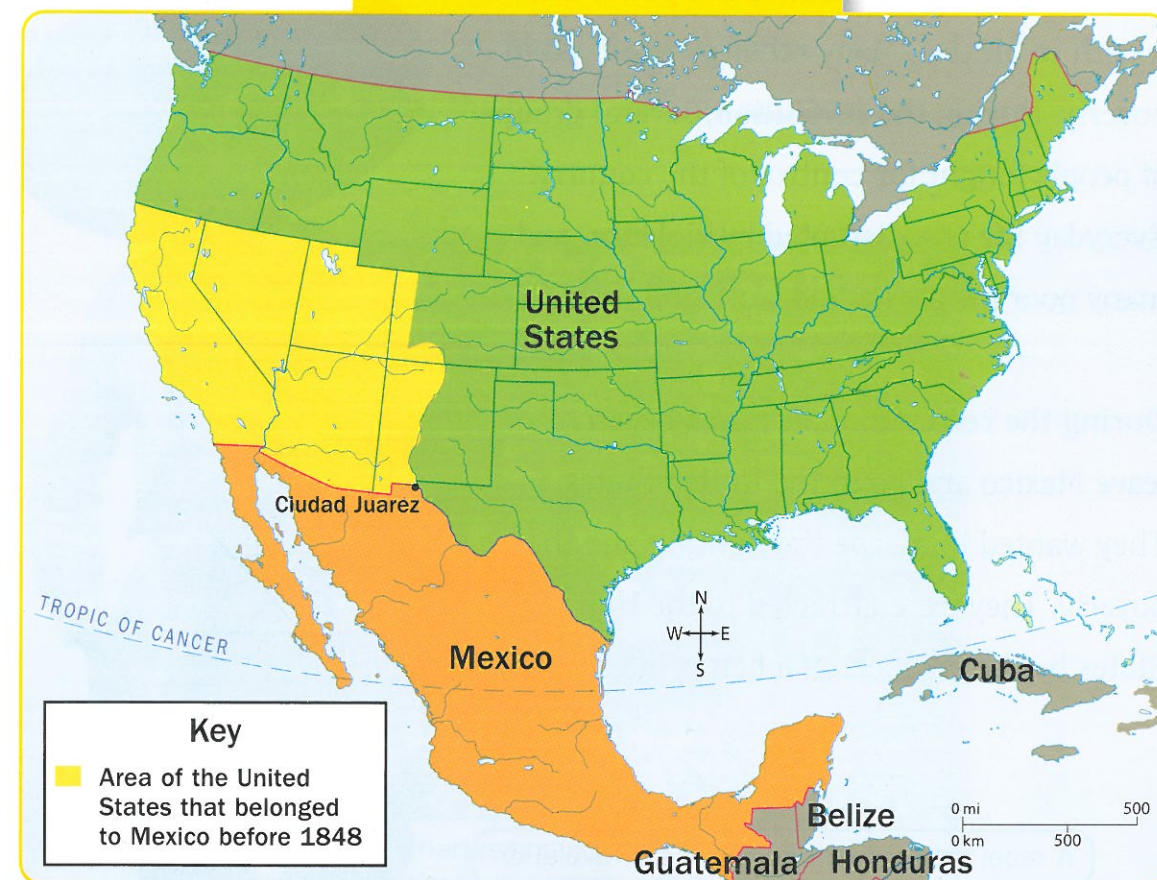 United
States
Ciudad Juarez
TROPIC OF CANCER
Mexico
N
W E
S
Cuba
Key
Area of the United
States that belonged
to Mexico before 1848
Belize
0 mi 500
0 km 500
Guatemala Honduras